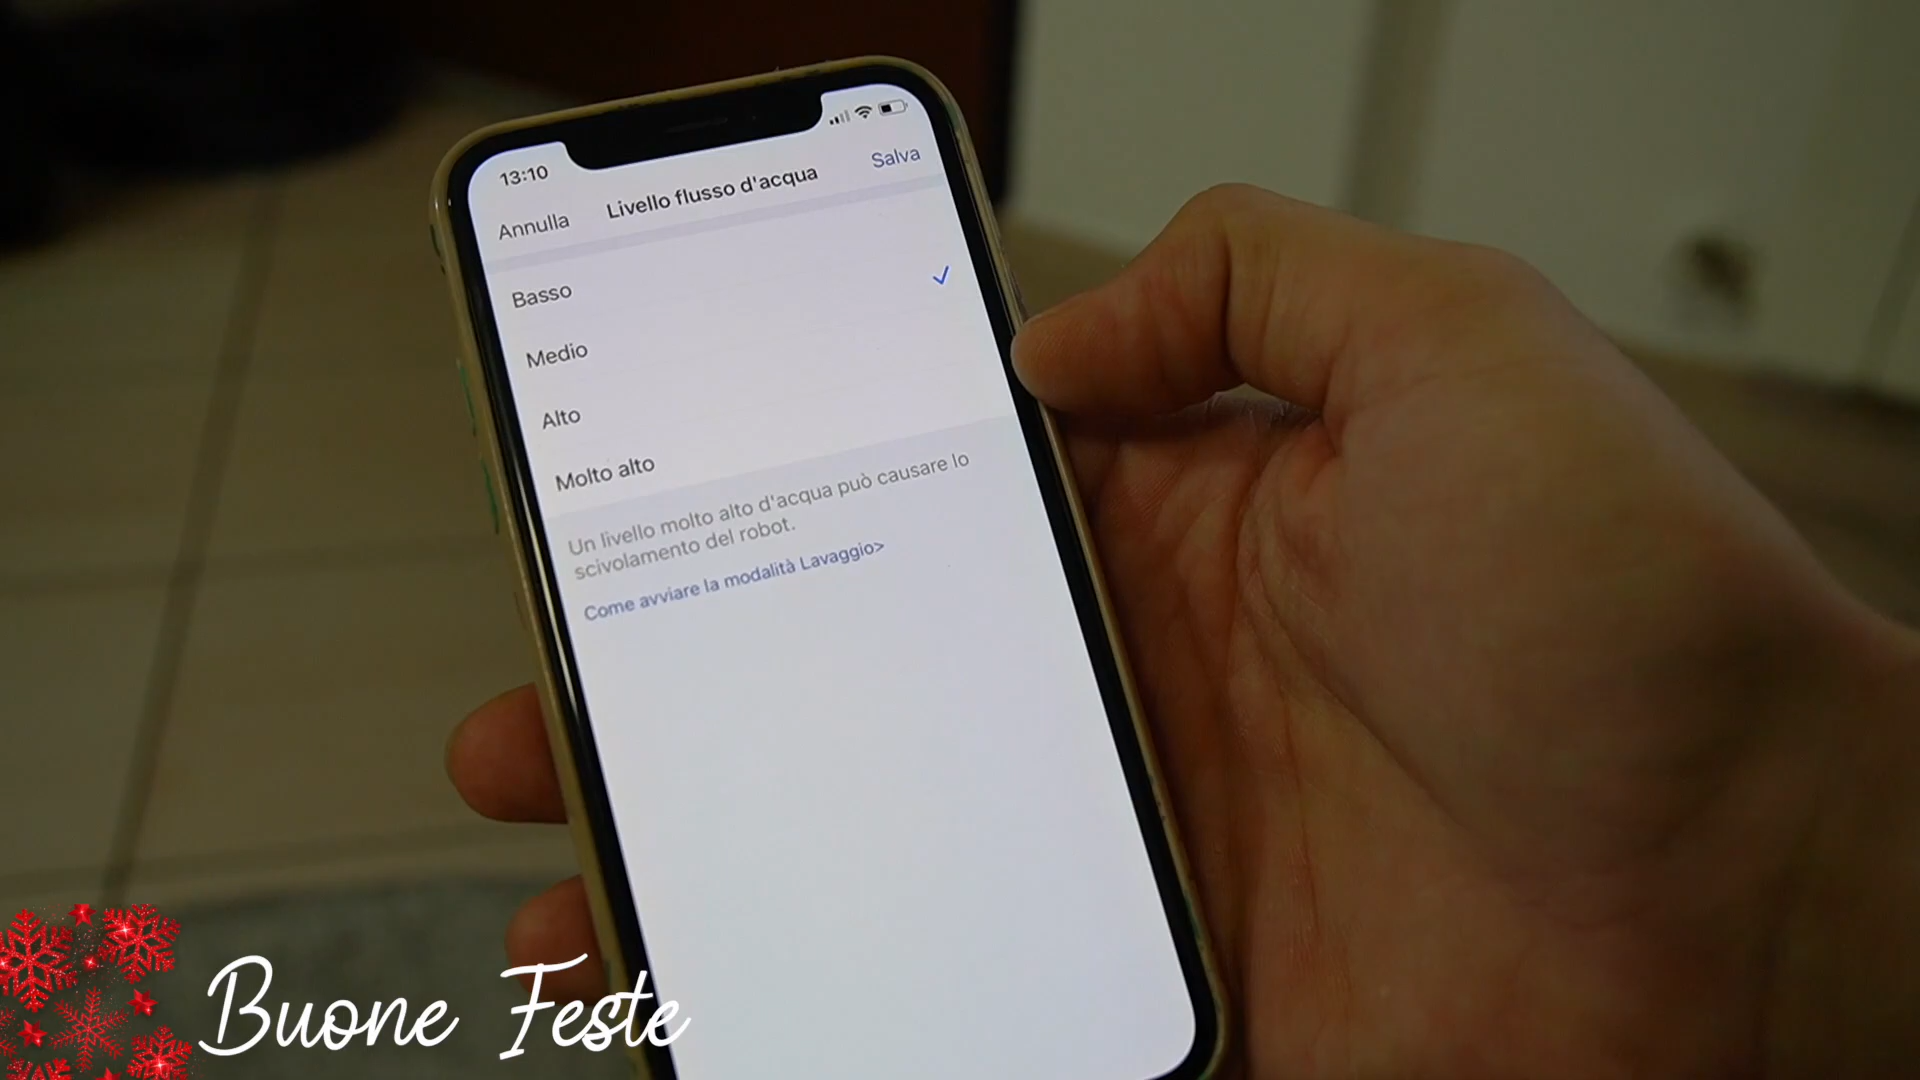 13:10
Annulla
Livello flusso d'acqua
Salva
Basso
Medio
Alto
Molto alto
Un livello molto alto d'acqua può causare lo
scivolamento del robot.
Come avviare la modalità Lavaggio>
Buone Feste